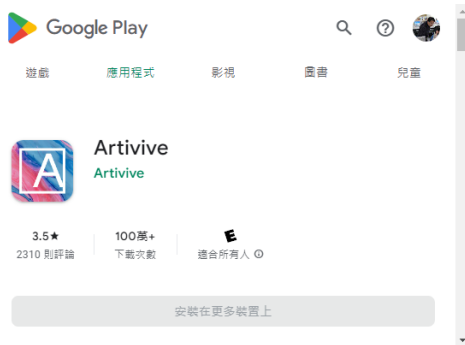 Google Play
遊戲 應用程式 影視 圖書 兒童
A
Artivive
Artivive
3.5★ 100萬+ E
2310 則評論 下載次數 適合所有人
安裝在更多裝置上